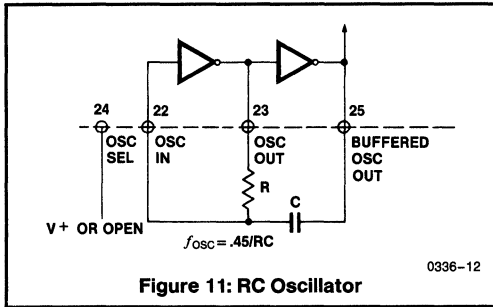 24 22 23 25
OSC SEL
OSC IN
OSC OUT
BUFFERED OSC OUT
R
C
V+ OR OPEN
fOSC = .45/RC
0336-12
Figure 11: RC Oscillator